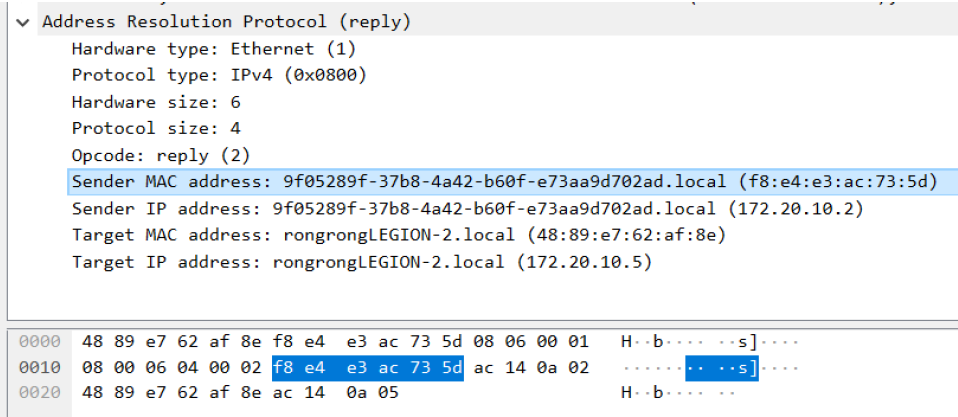 Address Resolution Protocol (reply)
Hardware type: Ethernet (1)
Protocol type: IPv4 (0x0800)
Hardware size: 6
Protocol size: 4
Opcode: reply (2)
Sender MAC address: 9f05289f-37b8-4a42-b60f-e73aa9d702ad.local (f8:e4:e3:ac:73:5d)
Sender IP address: 9f05289f-37b8-4a42-b60f-e73aa9d702ad.local (172.20.10.2)
Target MAC address: rongrongLEGION-2.local (48:89:e7:62:af:8e)
Target IP address: rongrongLEGION-2.local (172.20.10.5)
0000 48 89 e7 62 af 8e f8 e4 e3 ac 73 5d 08 06 00 01 H··b···· ··s]····
0010 08 00 06 04 00 02 f8 e4 e3 ac 73 5d ac 14 0a 02 ········ ··s]····
0020 48 89 e7 62 af 8e ac 14 0a 05 H··b···· ··